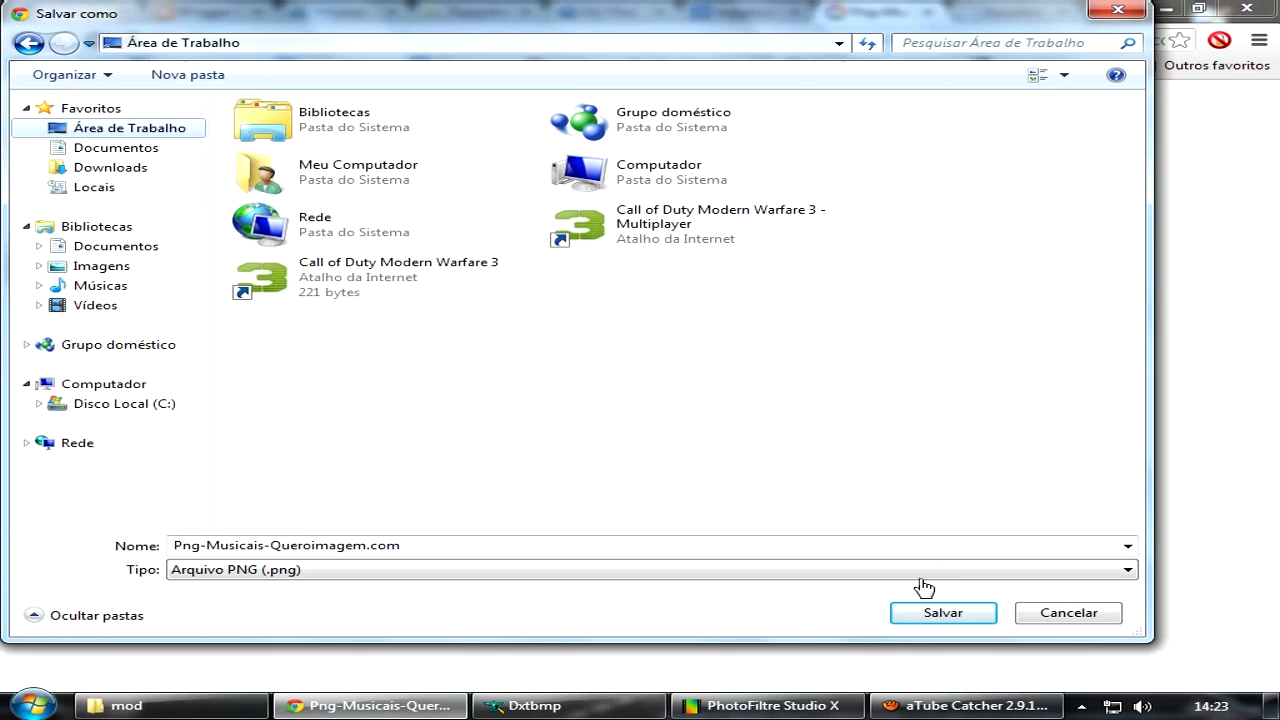 Salvar como
Área de Trabalho
Pesquisar Área de Trabalho
Outros favoritos
Organizar
Nova pasta
Favoritos
Área de Trabalho
Documentos
Downloads
Locais
Bibliotecas
Documentos
Imagens
Músicas
Vídeos
Grupo doméstico
Computador
Disco Local (C:)
Rede
Bibliotecas
Pasta do Sistema
Grupo doméstico
Pasta do Sistema
Meu Computador
Pasta do Sistema
Computador
Pasta do Sistema
Rede
Pasta do Sistema
Call of Duty Modern Warfare 3 -
Multiplayer
Atalho da Internet
Call of Duty Modern Warfare 3
Atalho da Internet
221 bytes
Nome: Png-Musicais-Queroimagem.com
Tipo: Arquivo PNG (.png)
Ocultar pastas
Salvar
Cancelar
mod
Png-Musicais-Quer...
Dxtbmp
PhotoFiltre Studio X
aTube Catcher 2.9.1...
14:23